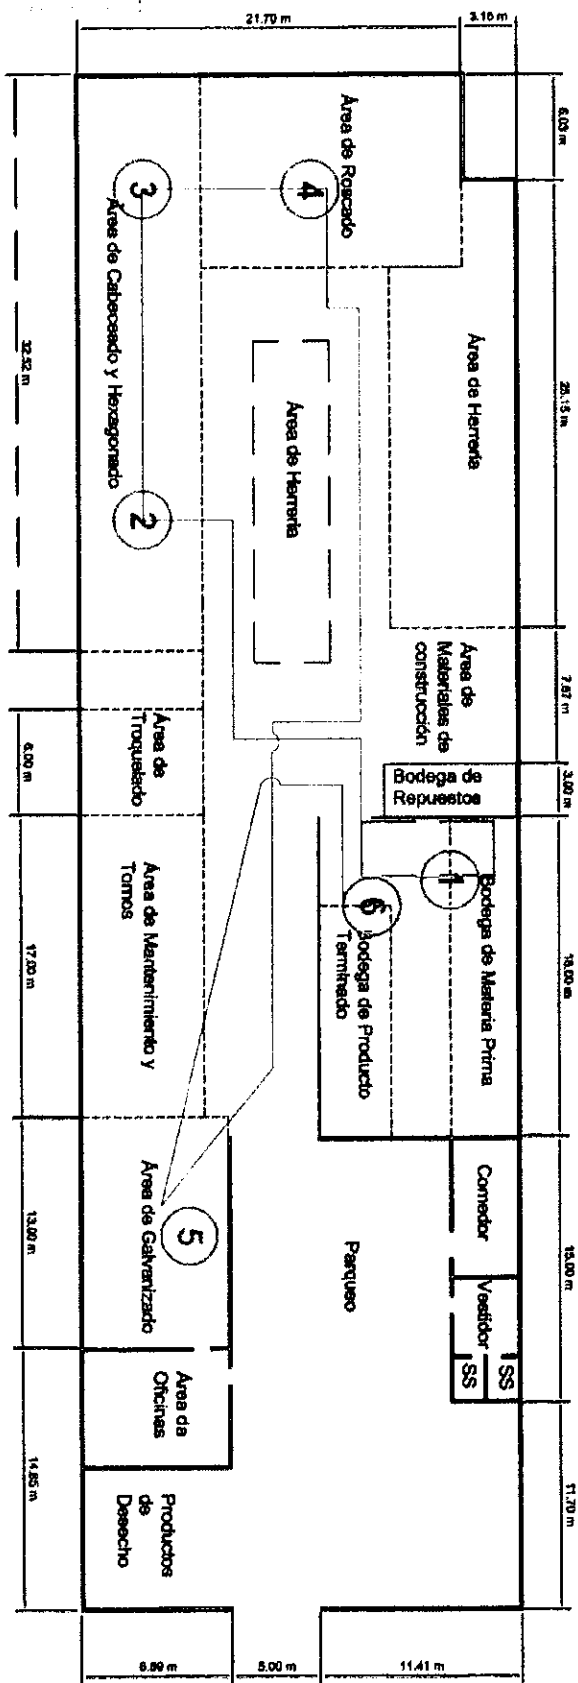 21.70 m
3.16 m
6.03 m
25.15 m
7.67 m
3.00 m
18.00 m
15.00 m
11.70 m
32.52 m
6.00 m
17.00 m
13.00 m
14.85 m
6.89 m
5.00 m
11.41 m
Área de Roscado
4
3
Área de Cabeceado y Hexagonado
2
Área de Herrería
Área de Herrería
Área de
Materiales de
construcción
Bodega de
Repuestos
Área de
Troquelado
1
Bodega de Materia Prima
6
Bodega de Producto
Terminado
Área de Mantenimiento y
Tornos
5
Área de Galvanizado
Parqueo
Comedor
Vestidor
SS
SS
Área da
Oficinas
Productos
de
Desecho